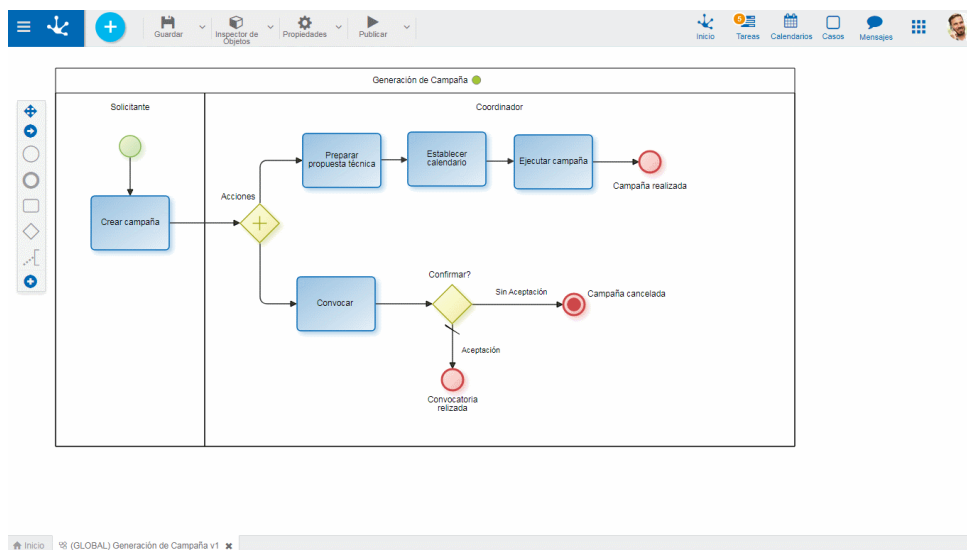 Guardar
Inspector de
Objetos
Propiedades
Publicar
Inicio
5
Tareas
Calendarios
Casos
Mensajes
Generación de Campaña
Solicitante
Coordinador
Preparar
propuesta técnica
Establecer
calendario
Ejecutar campaña
Campaña realizada
Acciones
Crear campaña
Confirmar?
Convocar
Sin Aceptación
Campaña cancelada
Aceptación
Convocatoria
relizada
Inicio
(GLOBAL) Generación de Campaña v1